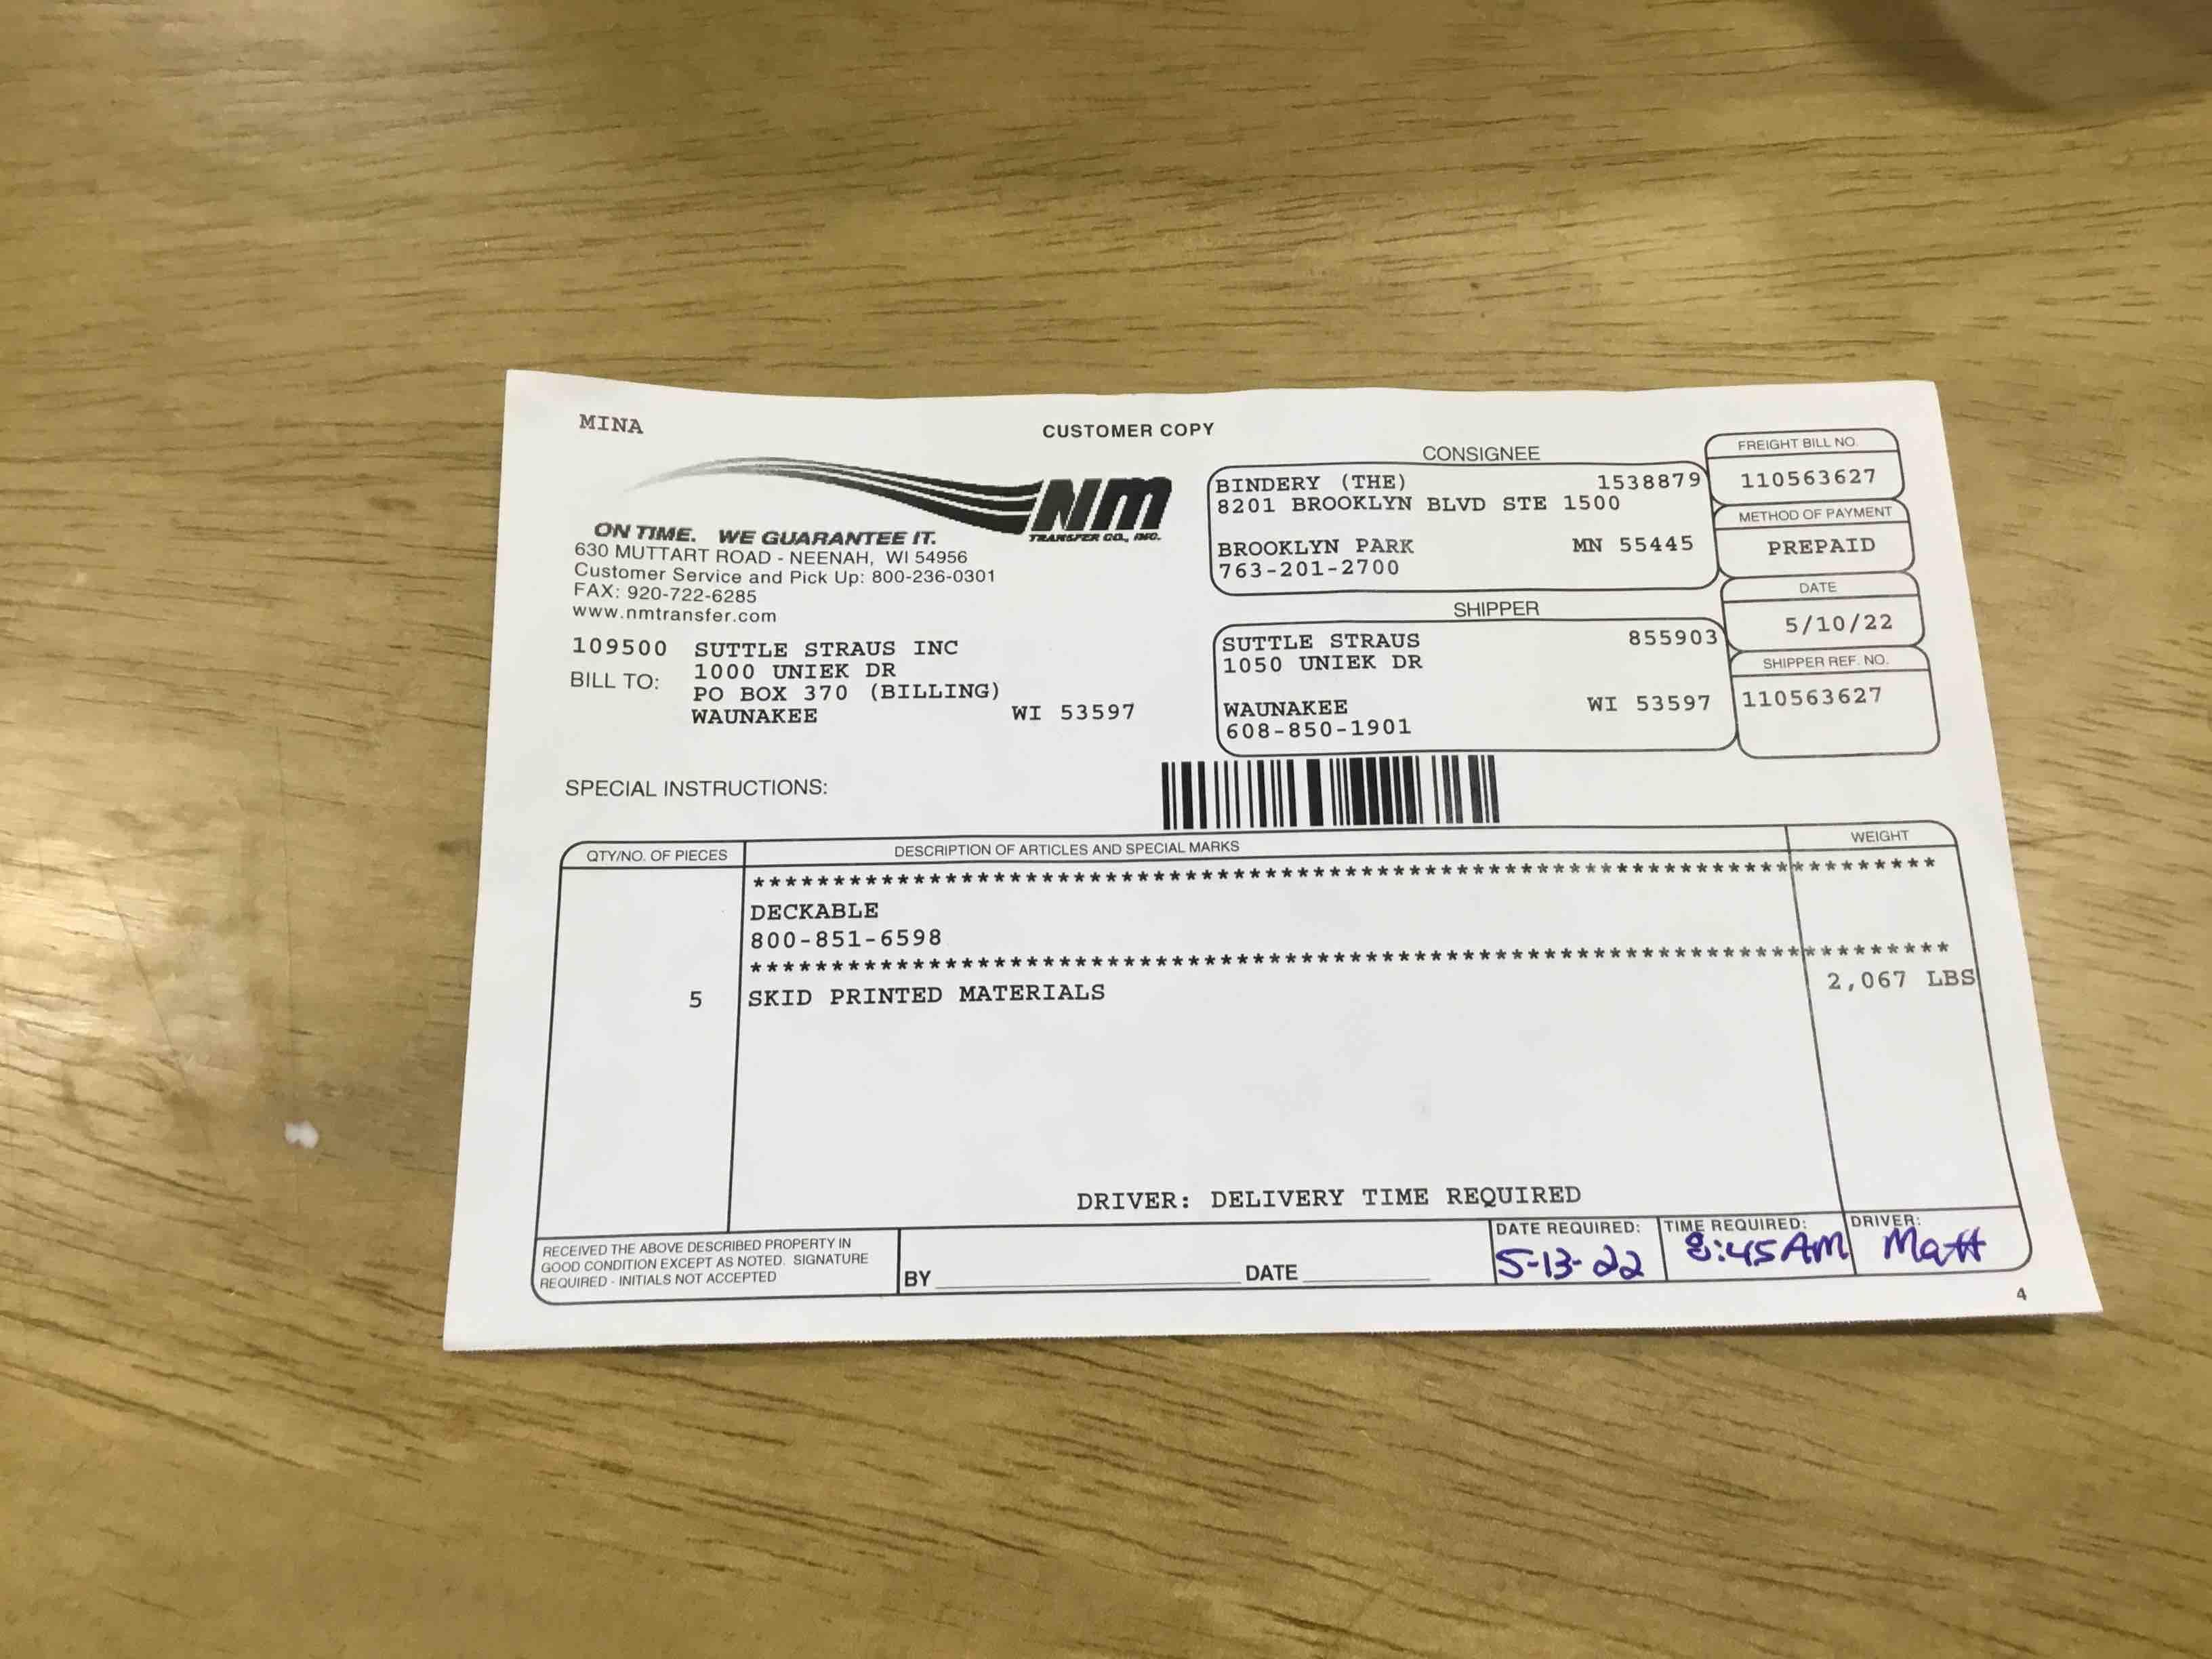 MINA
CUSTOMER COPY
NM
TRANSFER CO., INC.
ON TIME. WE GUARANTEE IT.
630 MUTTART ROAD - NEENAH, WI 54956
Customer Service and Pick Up: 800-236-0301
FAX: 920-722-6285
www.nmtransfer.com
109500 SUTTLE STRAUS INC
BILL TO: 1000 UNIEK DR
PO BOX 370 (BILLING)
WAUNAKEE WI 53597
CONSIGNEE
BINDERY (THE) 1538879
8201 BROOKLYN BLVD STE 1500
BROOKLYN PARK MN 55445
763-201-2700
SHIPPER
SUTTLE STRAUS 855903
1050 UNIEK DR
WAUNAKEE WI 53597
608-850-1901
FREIGHT BILL NO.
110563627
METHOD OF PAYMENT
PREPAID
DATE
5/10/22
SHIPPER REF. NO.
110563627
SPECIAL INSTRUCTIONS:
QTY/NO. OF PIECES DESCRIPTION OF ARTICLES AND SPECIAL MARKS WEIGHT
***************************************************************************
DECKABLE
800-851-6598
***************************************************************************
5 SKID PRINTED MATERIALS 2,067 LBS
DRIVER: DELIVERY TIME REQUIRED
RECEIVED THE ABOVE DESCRIBED PROPERTY IN
GOOD CONDITION EXCEPT AS NOTED. SIGNATURE
REQUIRED - INITIALS NOT ACCEPTED
BY DATE
DATE REQUIRED: TIME REQUIRED: DRIVER:
5-13-22 8:45 AM Matt
4